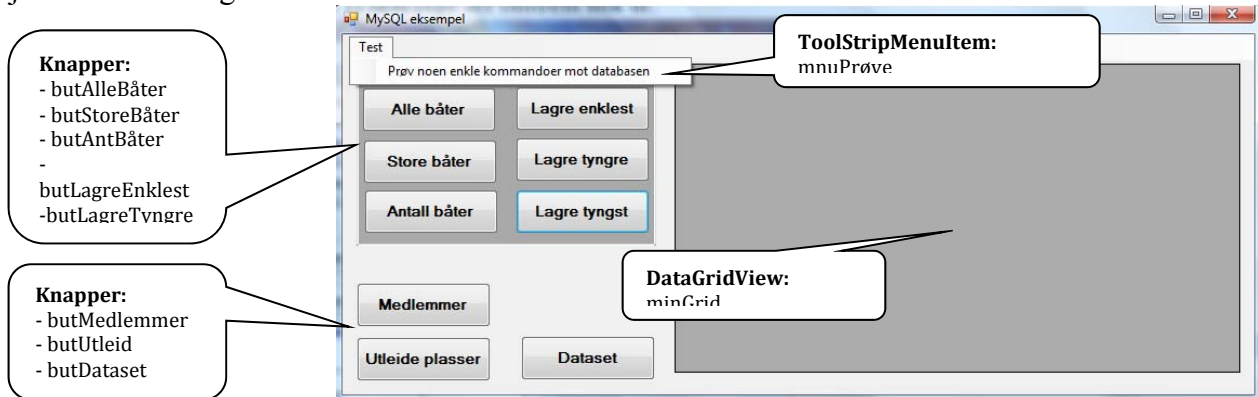 MySQL eksempel
Test
Prøv noen enkle kommandoer mot databasen
ToolStripMenuItem:
mnuPrøve
Knapper:
- butAlleBåter
- butStoreBåter
- butAntBåter
-
butLagreEnklest
-butLagreTyngre
Alle båter
Lagre enklest
Store båter
Lagre tyngre
Antall båter
Lagre tyngst
DataGridView:
minGrid
Knapper:
- butMedlemmer
- butUtleid
- butDataset
Medlemmer
Utleide plasser
Dataset